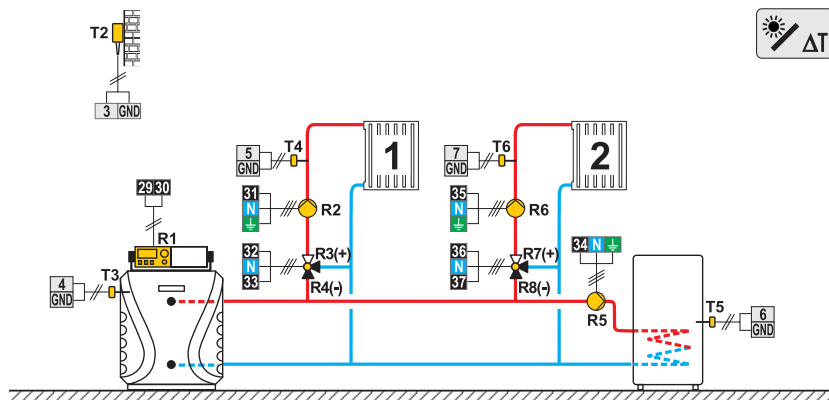 T2
ΔT
3 GND
5
GND
T4
1
7
GND
T6
2
29 30
31
N
R2
35
N
R6
R1
32
N
33
R3(+)
R4(-)
36
N
37
R7(+)
R8(-)
34 N
4
GND
T3
R5
T5
6
GND